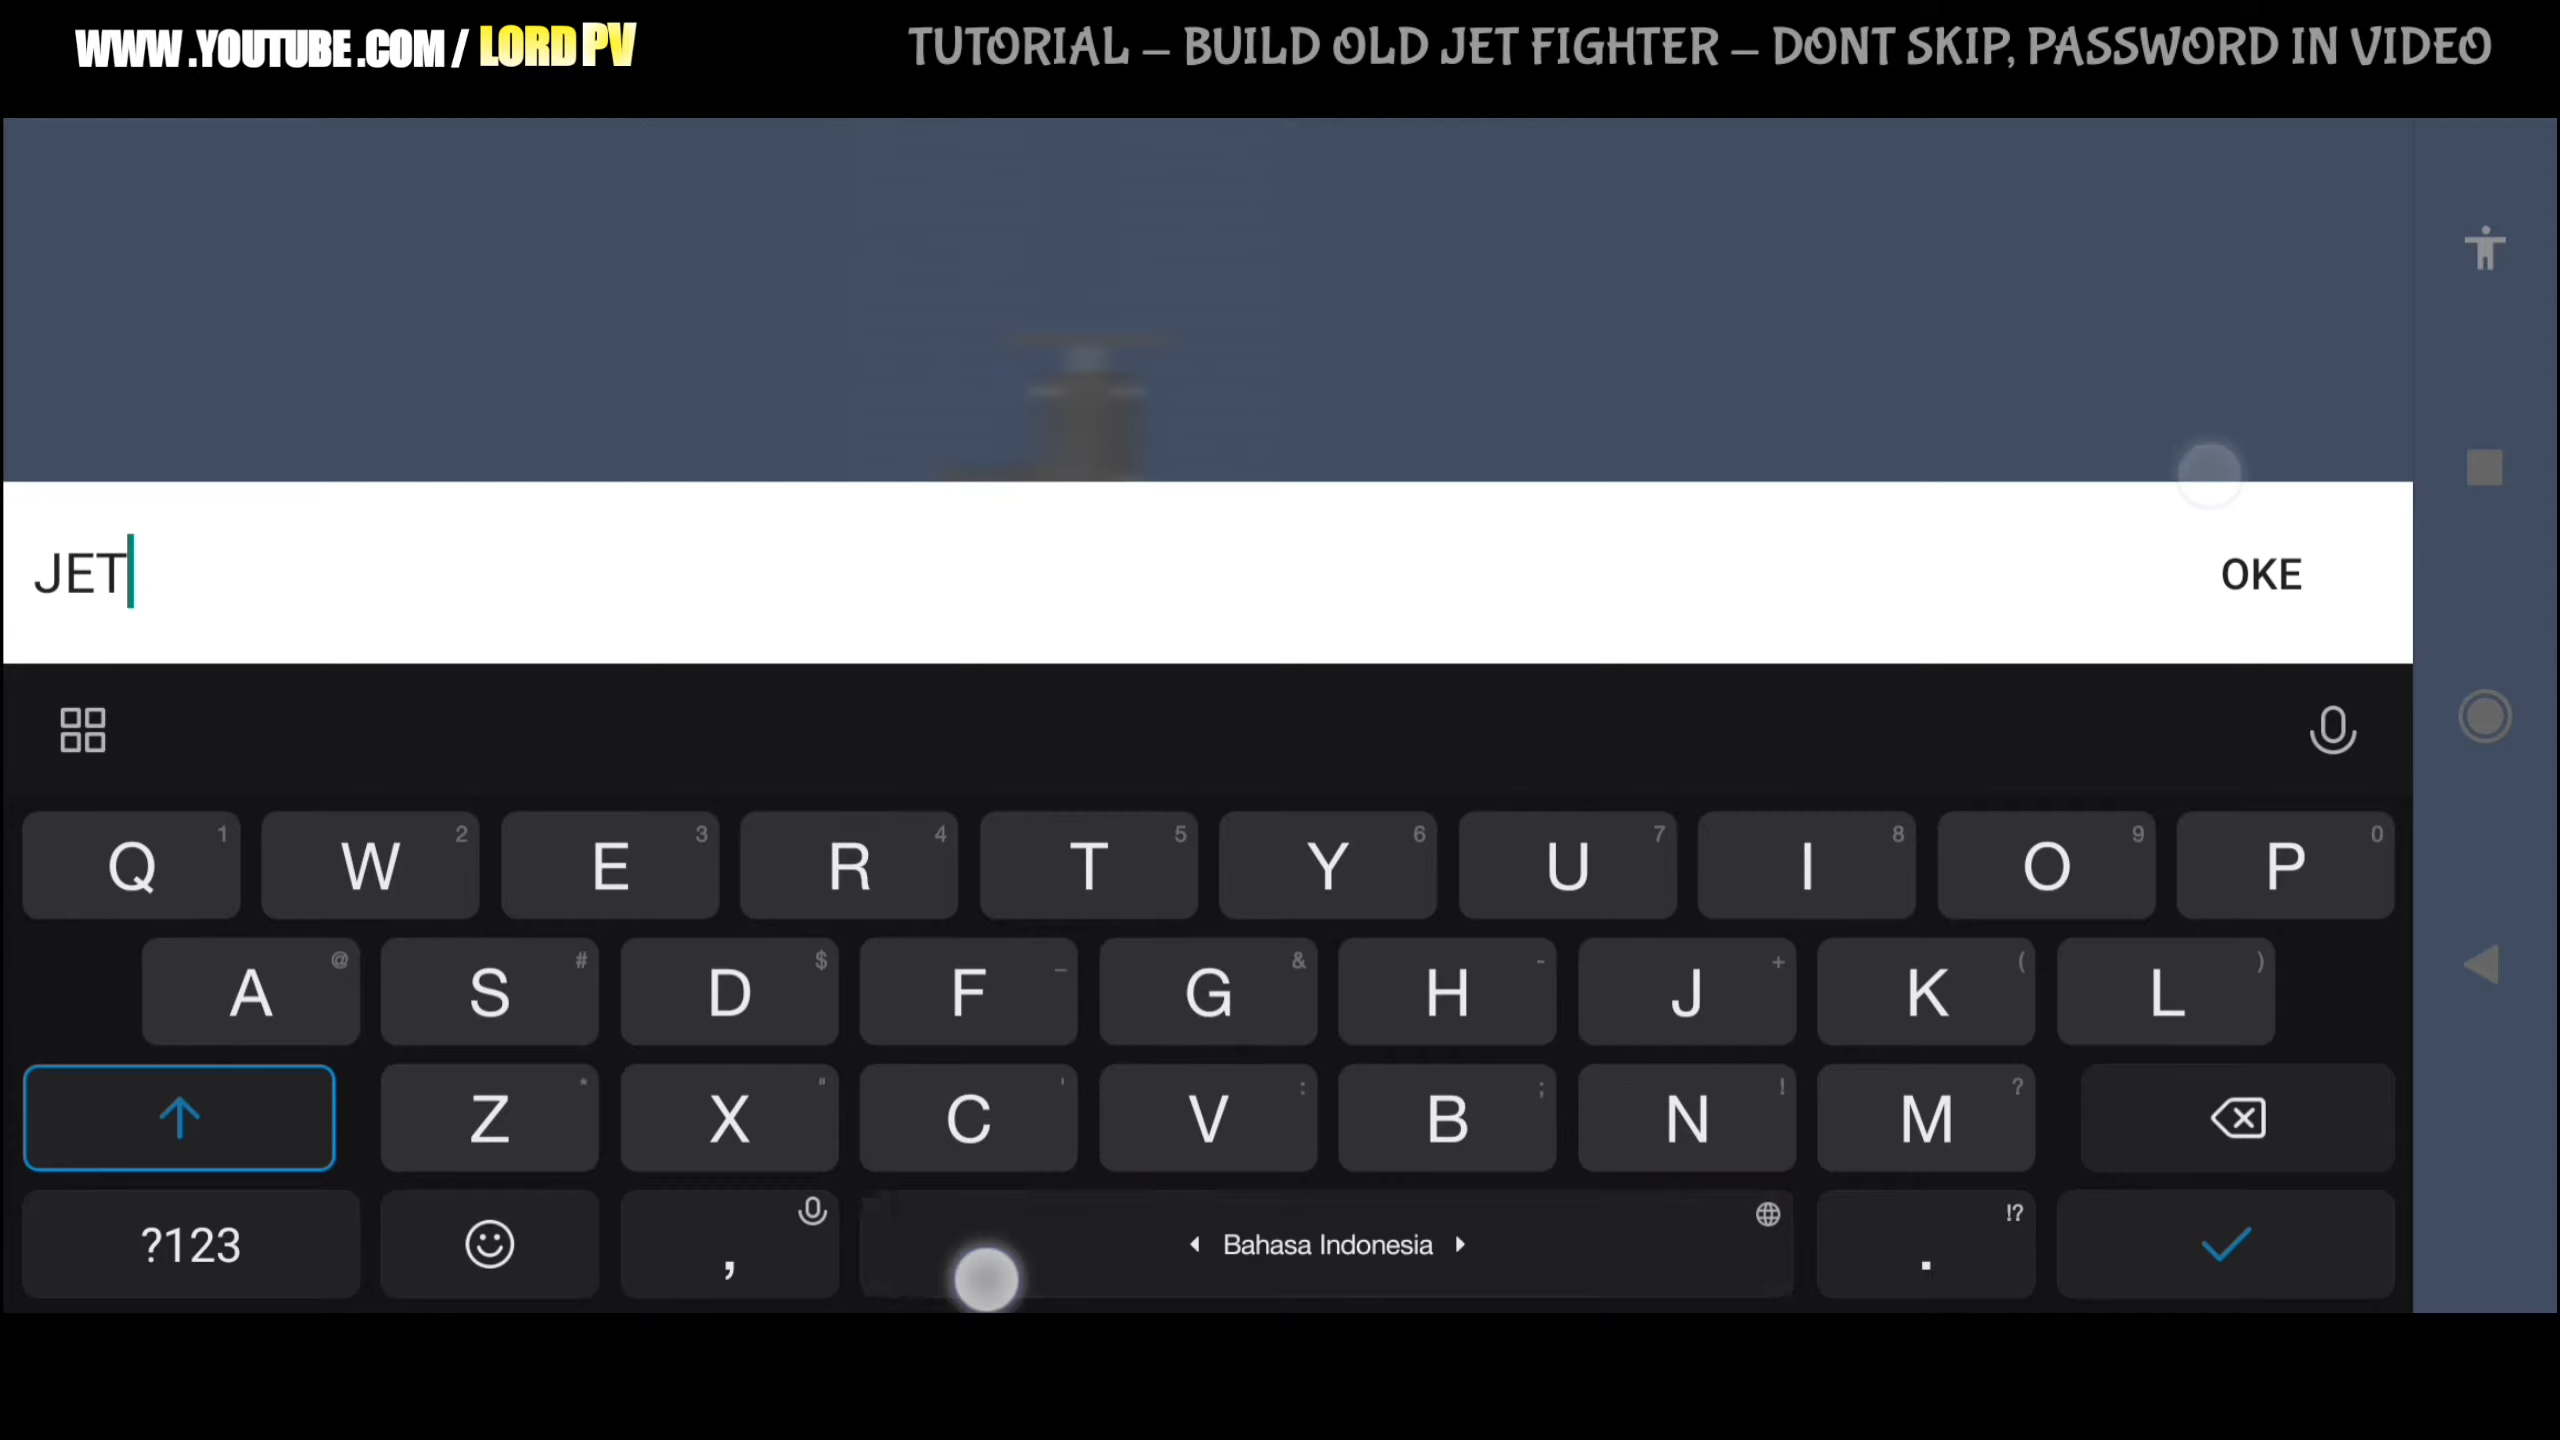 WWW.YOUTUBE.COM/LORD PV
TUTORIAL – BUILD OLD JET FIGHTER – DONT SKIP, PASSWORD IN VIDEO
JET
OKE
Q 1 W 2 E 3 R 4 T 5 Y 6 U 7 I 8 O 9 P 0
A @ S # D $ F _ G & H - J + K ( L )
Z * X " C ' V : B ; N ! M ?
?123 , Bahasa Indonesia . !?